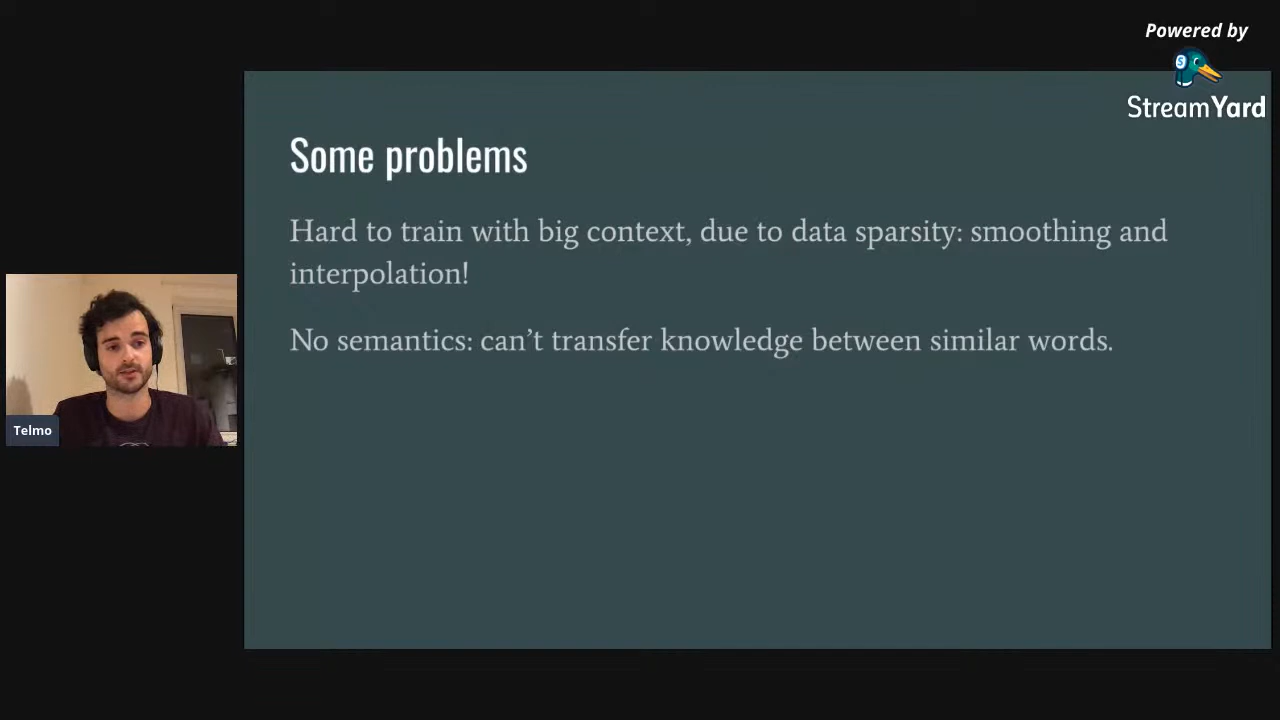 Powered by
StreamYard
Some problems
Hard to train with big context, due to data sparsity: smoothing and
interpolation!
No semantics: can’t transfer knowledge between similar words.
Telmo